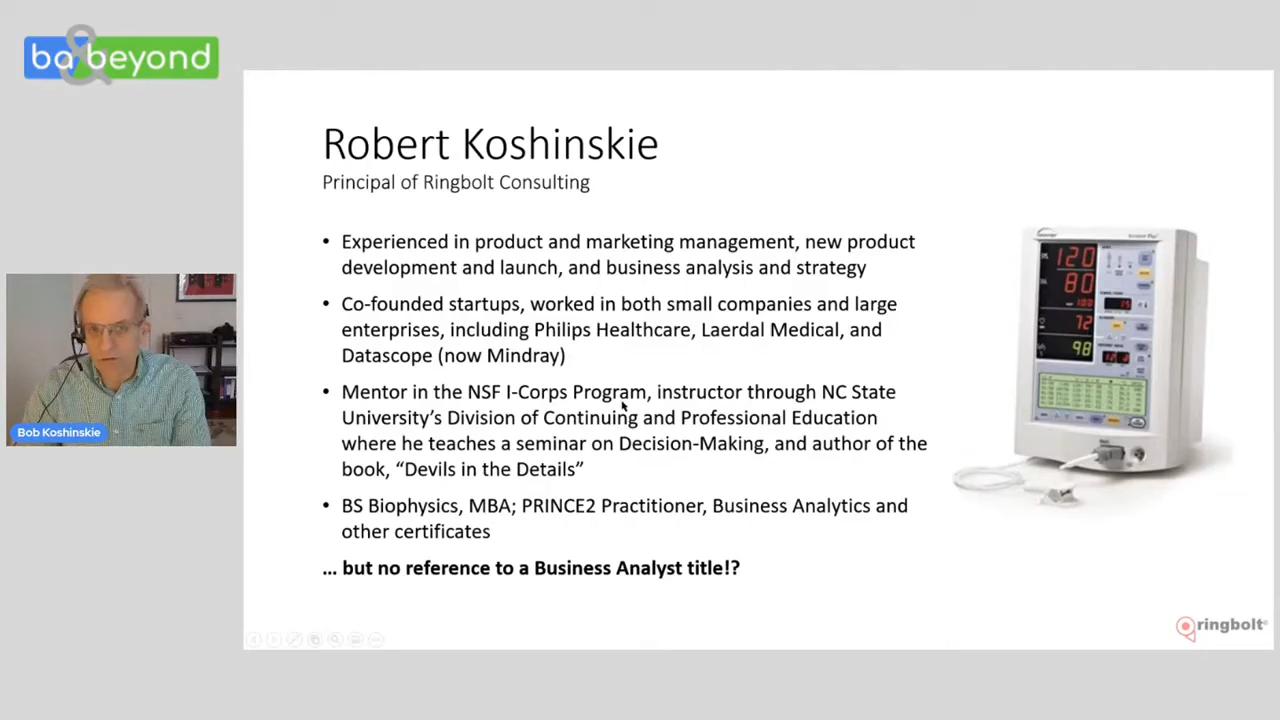 ba & beyond
Robert Koshinskie
Principal of Ringbolt Consulting
• Experienced in product and marketing management, new product
development and launch, and business analysis and strategy
• Co-founded startups, worked in both small companies and large
enterprises, including Philips Healthcare, Laerdal Medical, and
Datascope (now Mindray)
• Mentor in the NSF I-Corps Program, instructor through NC State
University’s Division of Continuing and Professional Education
where he teaches a seminar on Decision-Making, and author of the
book, “Devils in the Details”
• BS Biophysics, MBA; PRINCE2 Practitioner, Business Analytics and
other certificates
... but no reference to a Business Analyst title!?
120
80
72
98
Bob Koshinskie
ringbolt®